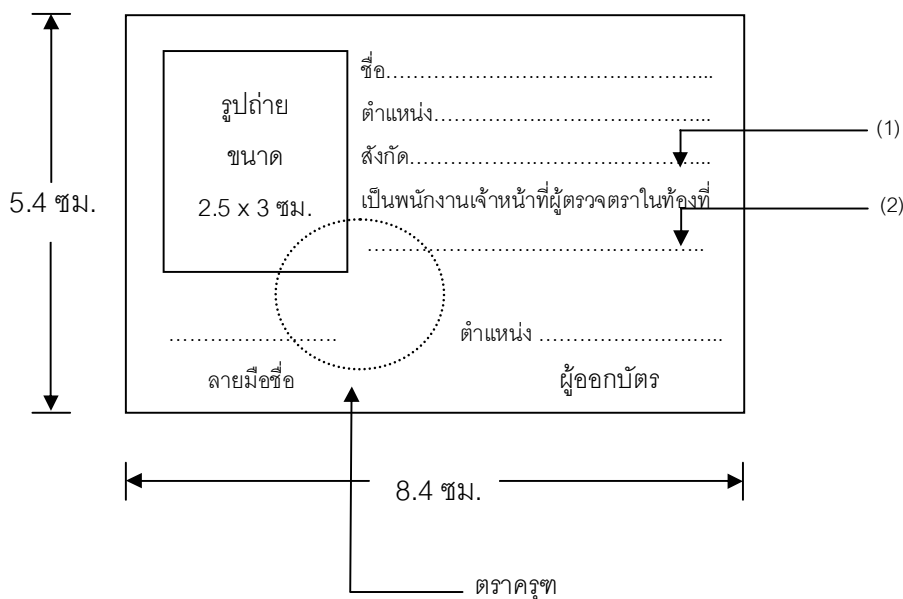 ชื่อ...........................................
ตำแหน่ง.....................................
สังกัด........................................
(1)
รูปถ่าย
ขนาด
2.5 x 3 ซม.
เป็นพนักงานเจ้าหน้าที่ผู้ตรวจตราในท้องที่
(2)
.............................................
5.4 ซม.
......................
ตำแหน่ง ........................
ลายมือชื่อ
ผู้ออกบัตร
8.4 ซม.
ตราครุฑ